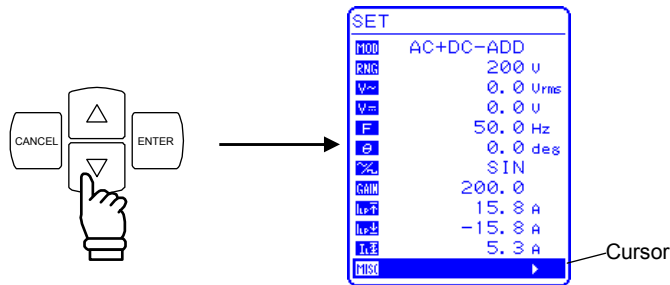 CANCEL
ENTER
SET
MOD AC+DC-ADD
RNG 200 V
V~ 0.0 Vrms
V⎓ 0.0 V
F 50.0 Hz
θ 0.0 deg
SIN
GAIN 200.0
15.8 A
-15.8 A
5.3 A
MISC
Cursor